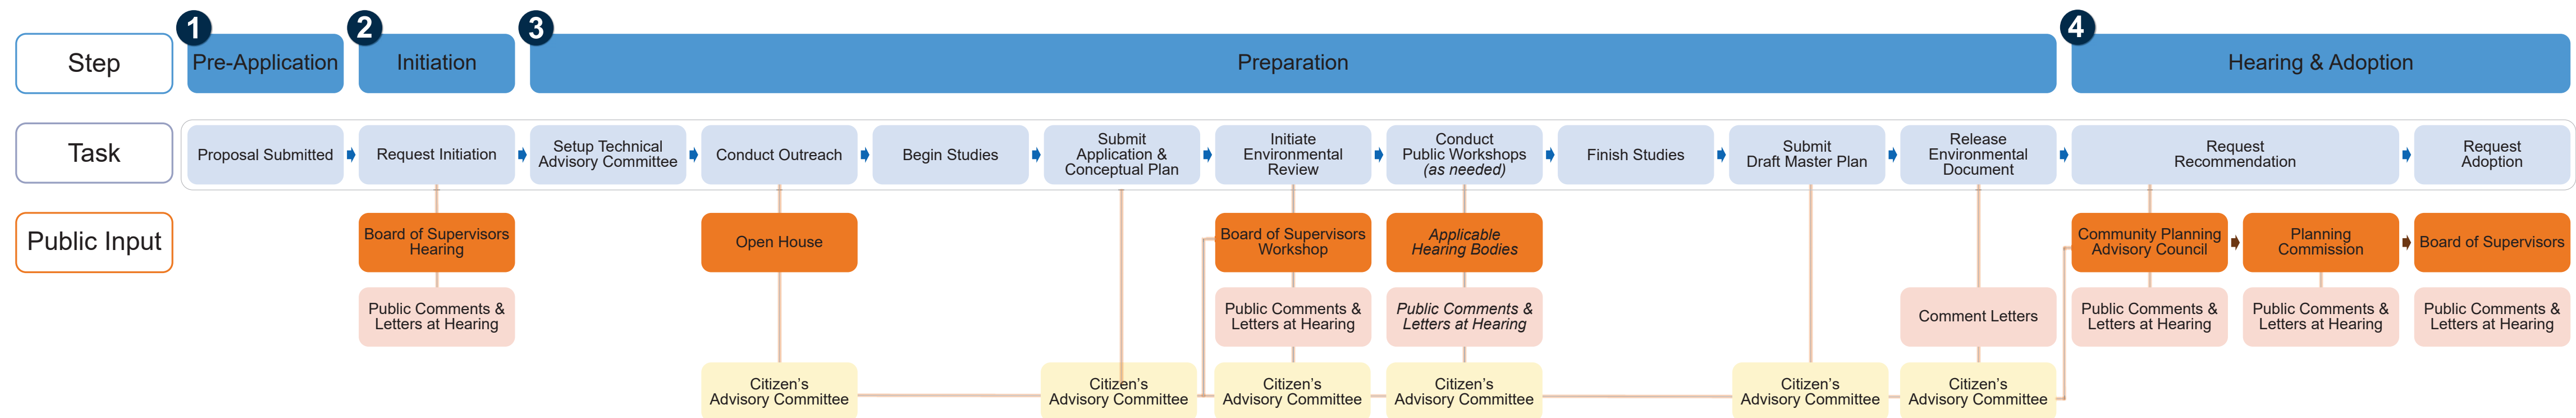 1
2
3
4
Step
Pre-Application
Initiation
Preparation
Hearing & Adoption
Task
Proposal Submitted
Request Initiation
Setup Technical
Advisory Committee
Conduct Outreach
Begin Studies
Submit
Application &
Conceptual Plan
Initiate
Environmental
Review
Conduct
Public Workshops
(as needed)
Finish Studies
Submit
Draft Master Plan
Release
Environmental
Document
Request
Recommendation
Request
Adoption
Public Input
Board of Supervisors
Hearing
Open House
Board of Supervisors
Workshop
Applicable
Hearing Bodies
Community Planning
Advisory Council
Planning
Commission
Board of Supervisors
Public Comments &
Letters at Hearing
Public Comments &
Letters at Hearing
Public Comments &
Letters at Hearing
Comment Letters
Public Comments &
Letters at Hearing
Public Comments &
Letters at Hearing
Public Comments &
Letters at Hearing
Citizen's
Advisory Committee
Citizen's
Advisory Committee
Citizen's
Advisory Committee
Citizen's
Advisory Committee
Citizen's
Advisory Committee
Citizen's
Advisory Committee